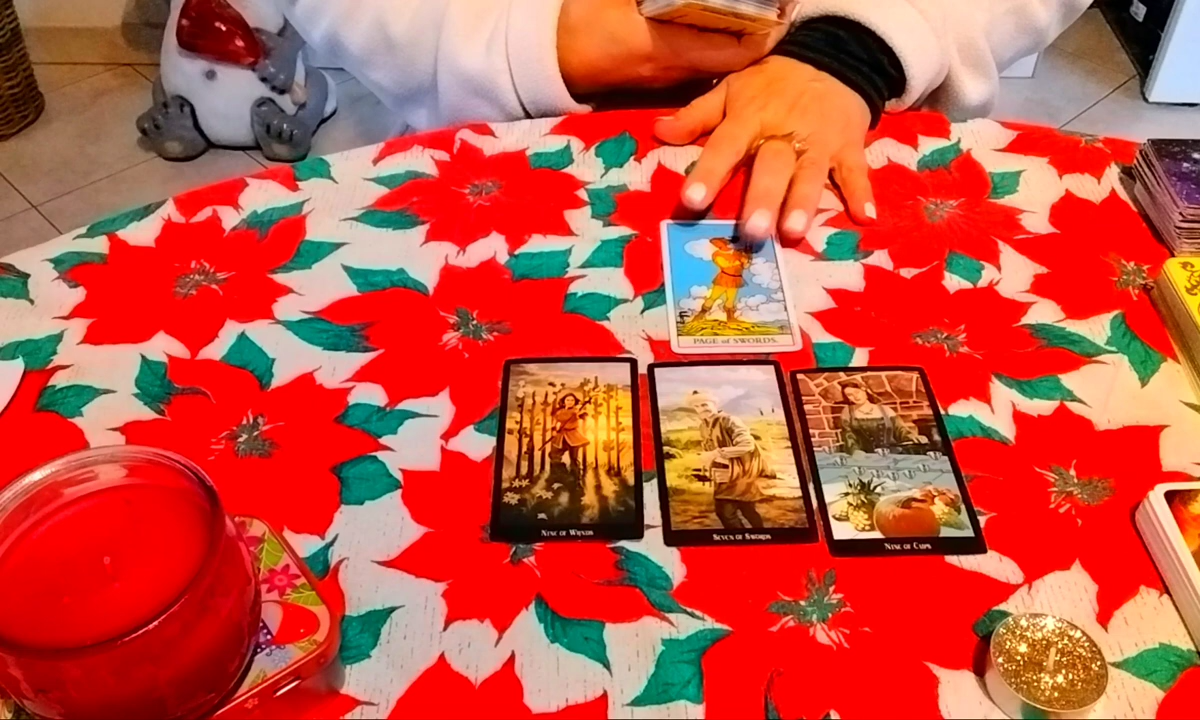 PAGE of SWORDS.
Nine of Wands
Seven of Swords
Nine of Cups